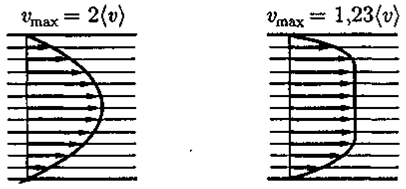 v_max = 2⟨v⟩
v_max = 1,23⟨v⟩